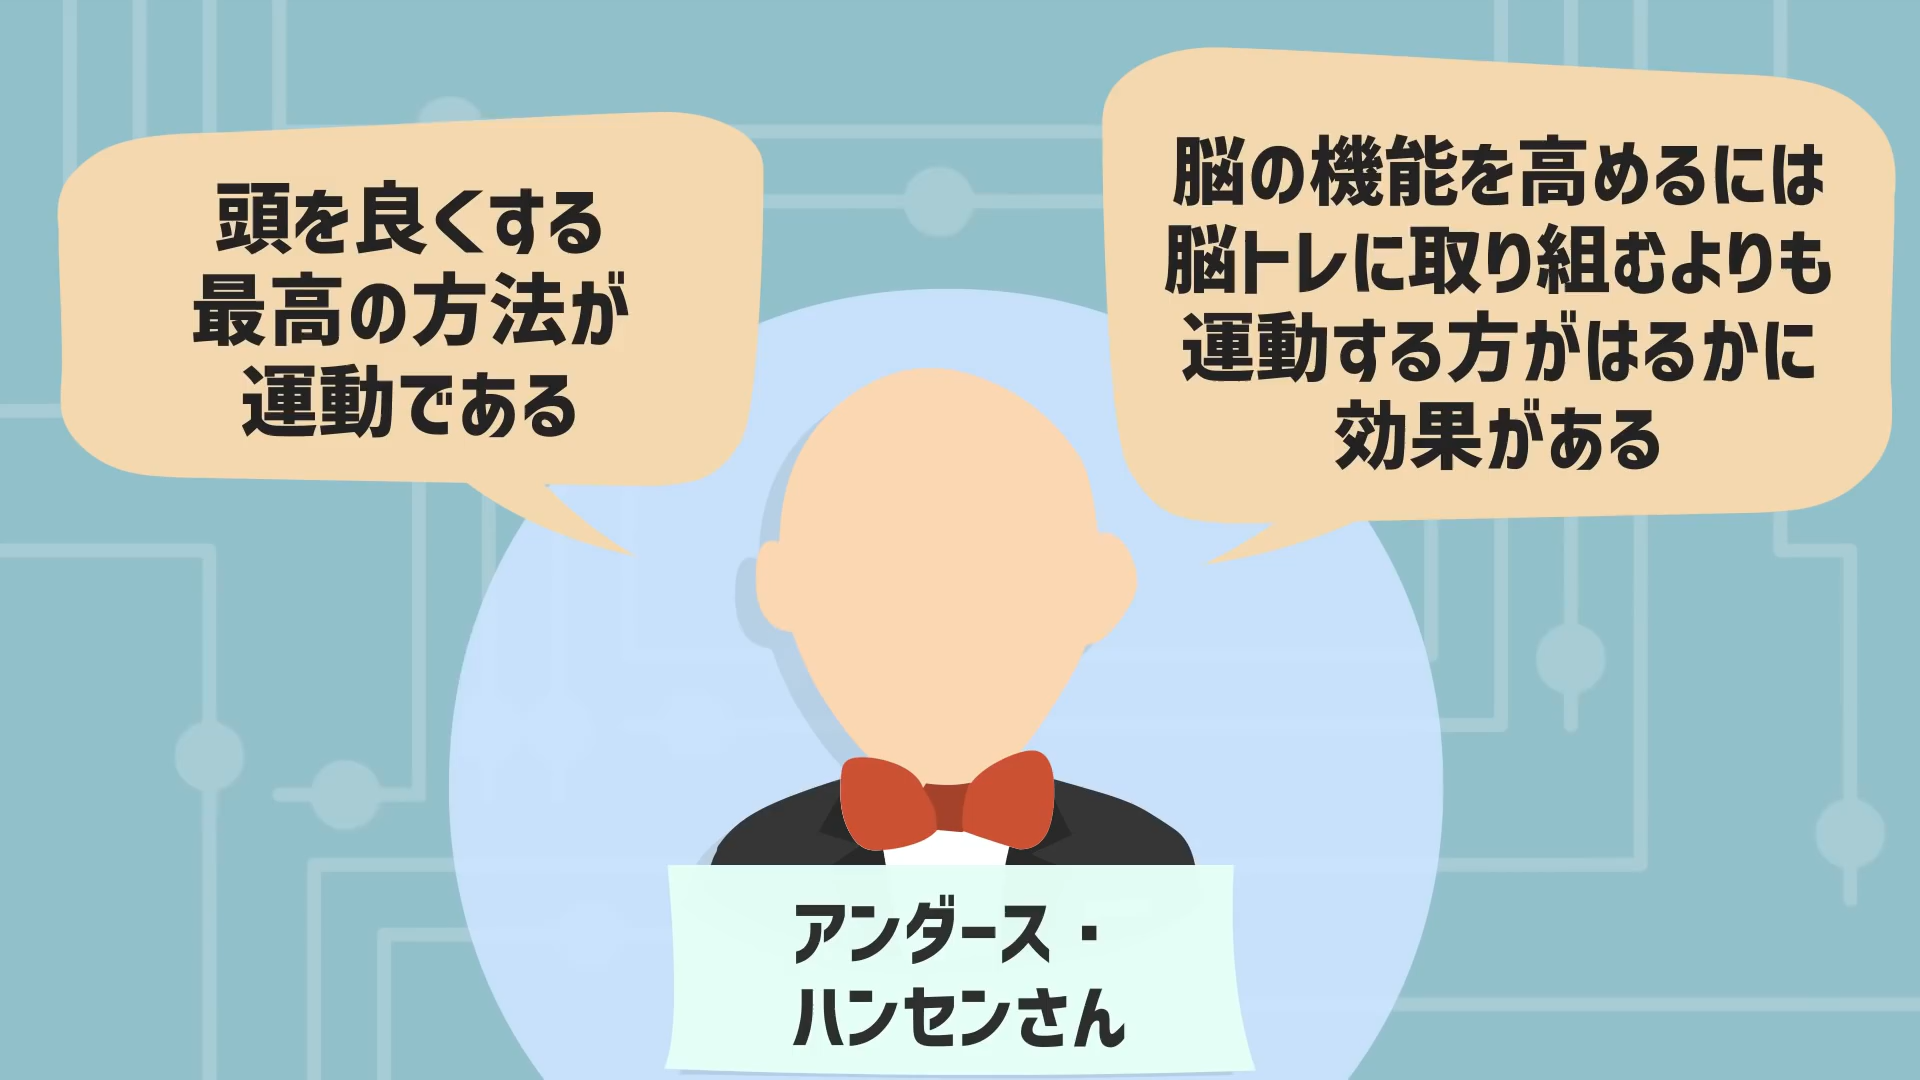 頭を良くする
最高の方法が
運動である
脳の機能を高めるには
脳トレに取り組むよりも
運動する方がはるかに
効果がある
アンダース・
ハンセンさん